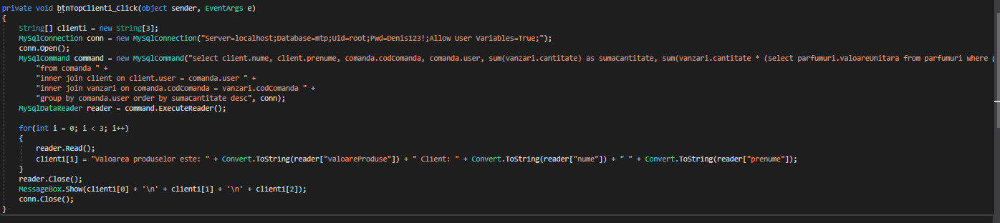 private void btnTopClienti_Click(object sender, EventArgs e)
{
String[] clienti = new String[3];
MySqlConnection conn = new MySqlConnection("Server=localhost;Database=mtp;Uid=root;Pwd=Denis123!;Allow User Variables=True;");
conn.Open();
MySqlCommand command = new MySqlCommand("select client.nume, client.prenume, comanda.codComanda, comanda.user, sum(vanzari.cantitate) as sumaCantitate, sum(vanzari.cantitate * (select parfumuri.valoareUnitara from parfumuri where p
"from comanda " +
"inner join client on client.user = comanda.user " +
"inner join vanzari on comanda.codComanda = vanzari.codComanda " +
"group by comanda.user order by sumaCantitate desc", conn);
MySqlDataReader reader = command.ExecuteReader();
for(int i = 0; i < 3; i++)
{
reader.Read();
clienti[i] = "Valoarea produselor este: " + Convert.ToString(reader["valoareProduse"]) + " Client: " + Convert.ToString(reader["nume"]) + " " + Convert.ToString(reader["prenume"]);
}
reader.Close();
MessageBox.Show(clienti[0] + '\n' + clienti[1] + '\n' + clienti[2]);
conn.Close();
}